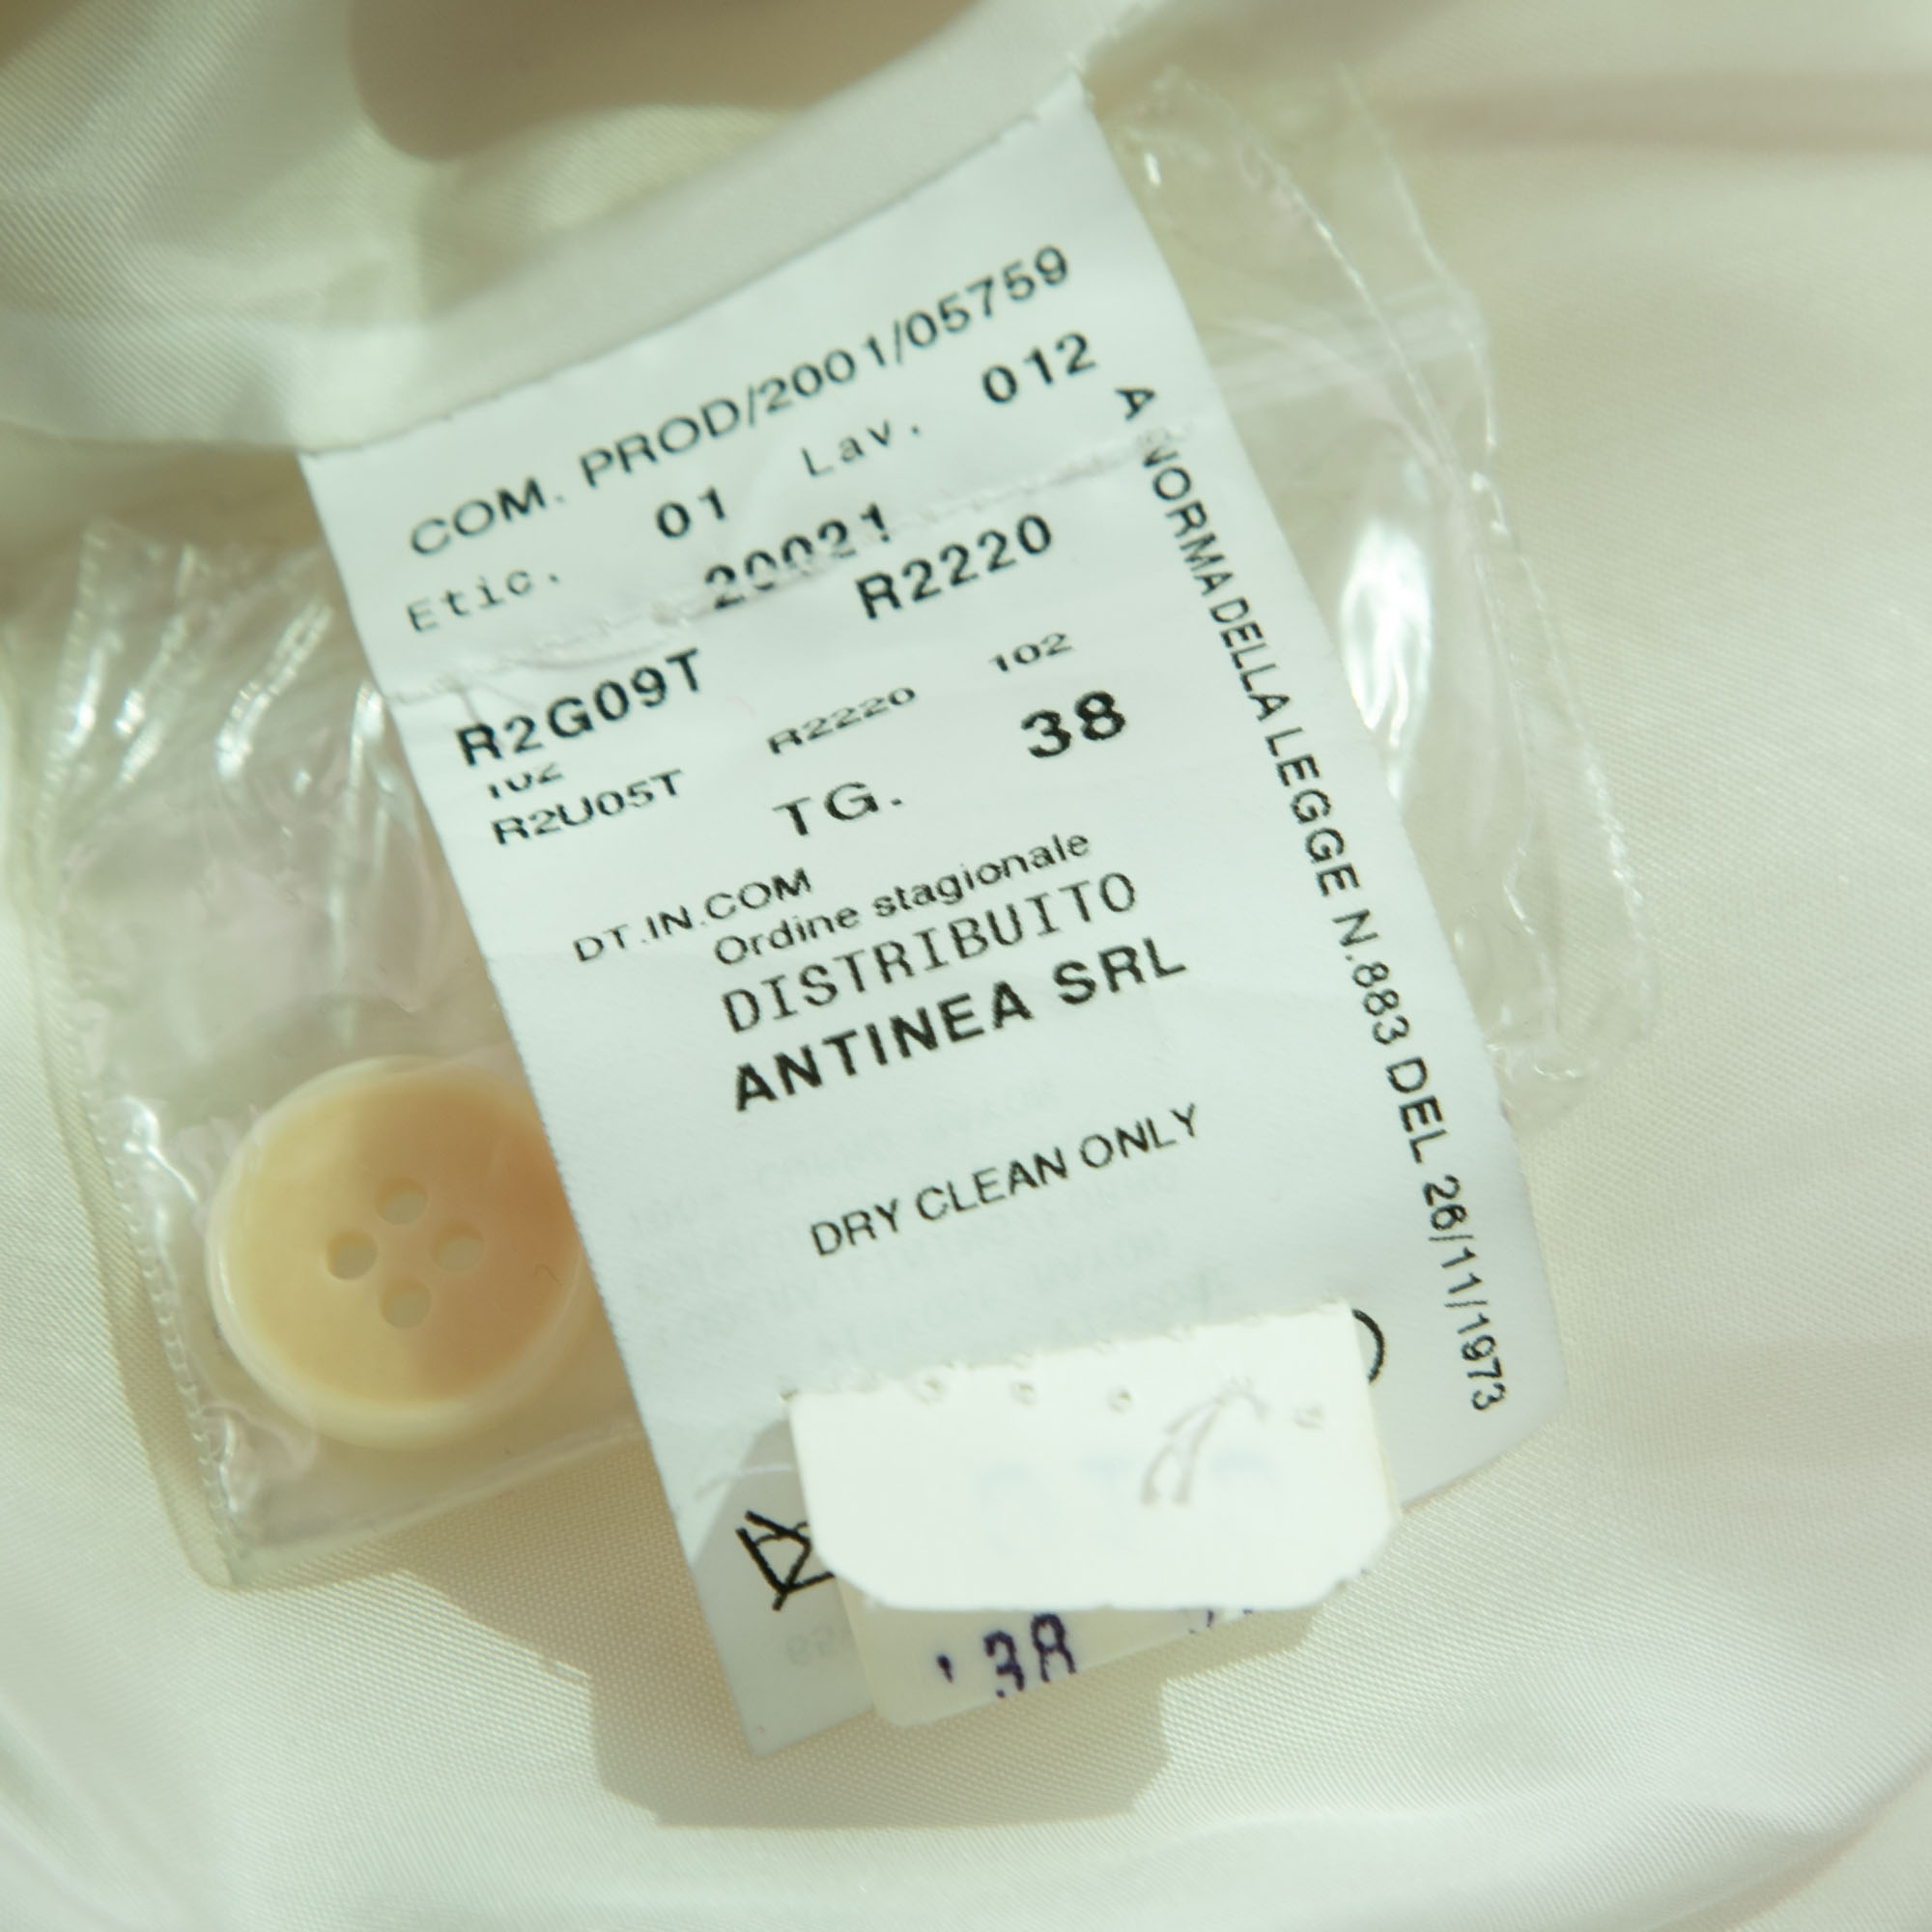 COM. PROD/2001/05759
Etic. 01 Lav. 012
20021
R2G09T R2220
102
R2U05T R2220 102
TG. 38
DT.IN.COM
Ordine stagionale
DISTRIBUITO
ANTINEA SRL
DRY CLEAN ONLY
A NORMA DELLA LEGGE N.883 DEL 26/11/1973
38